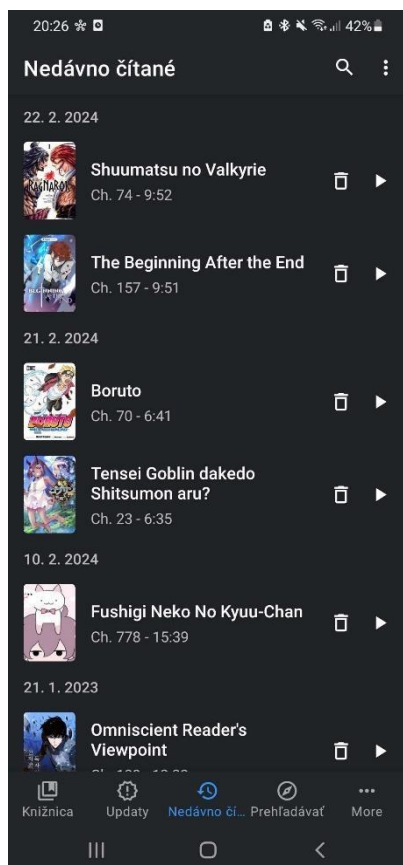 20:26
42%
Nedávno čítané
22. 2. 2024
RAGNAROK
Shuumatsu no Valkyrie
Ch. 74 - 9:52
The Beginning After the End
Ch. 157 - 9:51
21. 2. 2024
BORUTO
Boruto
Ch. 70 - 6:41
Tensei Goblin dakedo
Shitsumon aru?
Ch. 23 - 6:35
10. 2. 2024
Fushigi Neko No Kyuu-Chan
Ch. 778 - 15:39
21. 1. 2023
Omniscient Reader's
Viewpoint
Knižnica
Updaty
Nedávno čí...
Prehľadávať
More